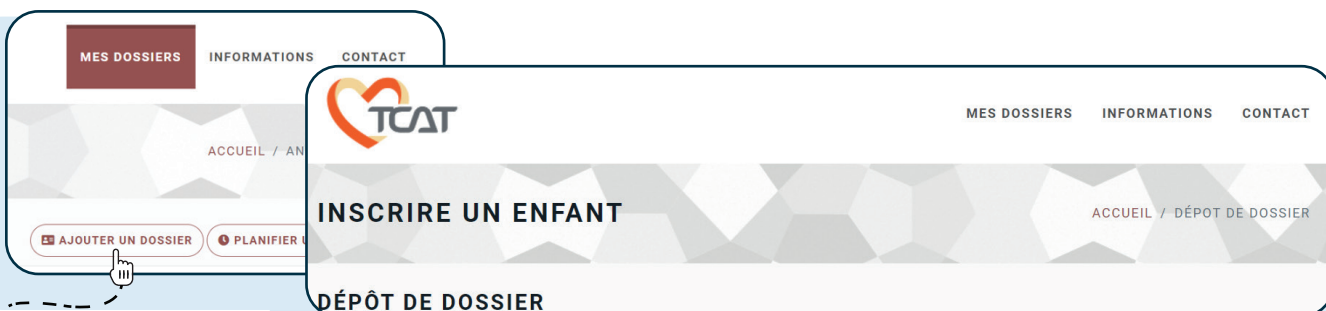 MES DOSSIERS INFORMATIONS CONTACT
ACCUEIL / AN
AJOUTER UN DOSSIER PLANIFIER
TCAT
MES DOSSIERS INFORMATIONS CONTACT
INSCRIRE UN ENFANT
ACCUEIL / DÉPOT DE DOSSIER
DÉPÔT DE DOSSIER